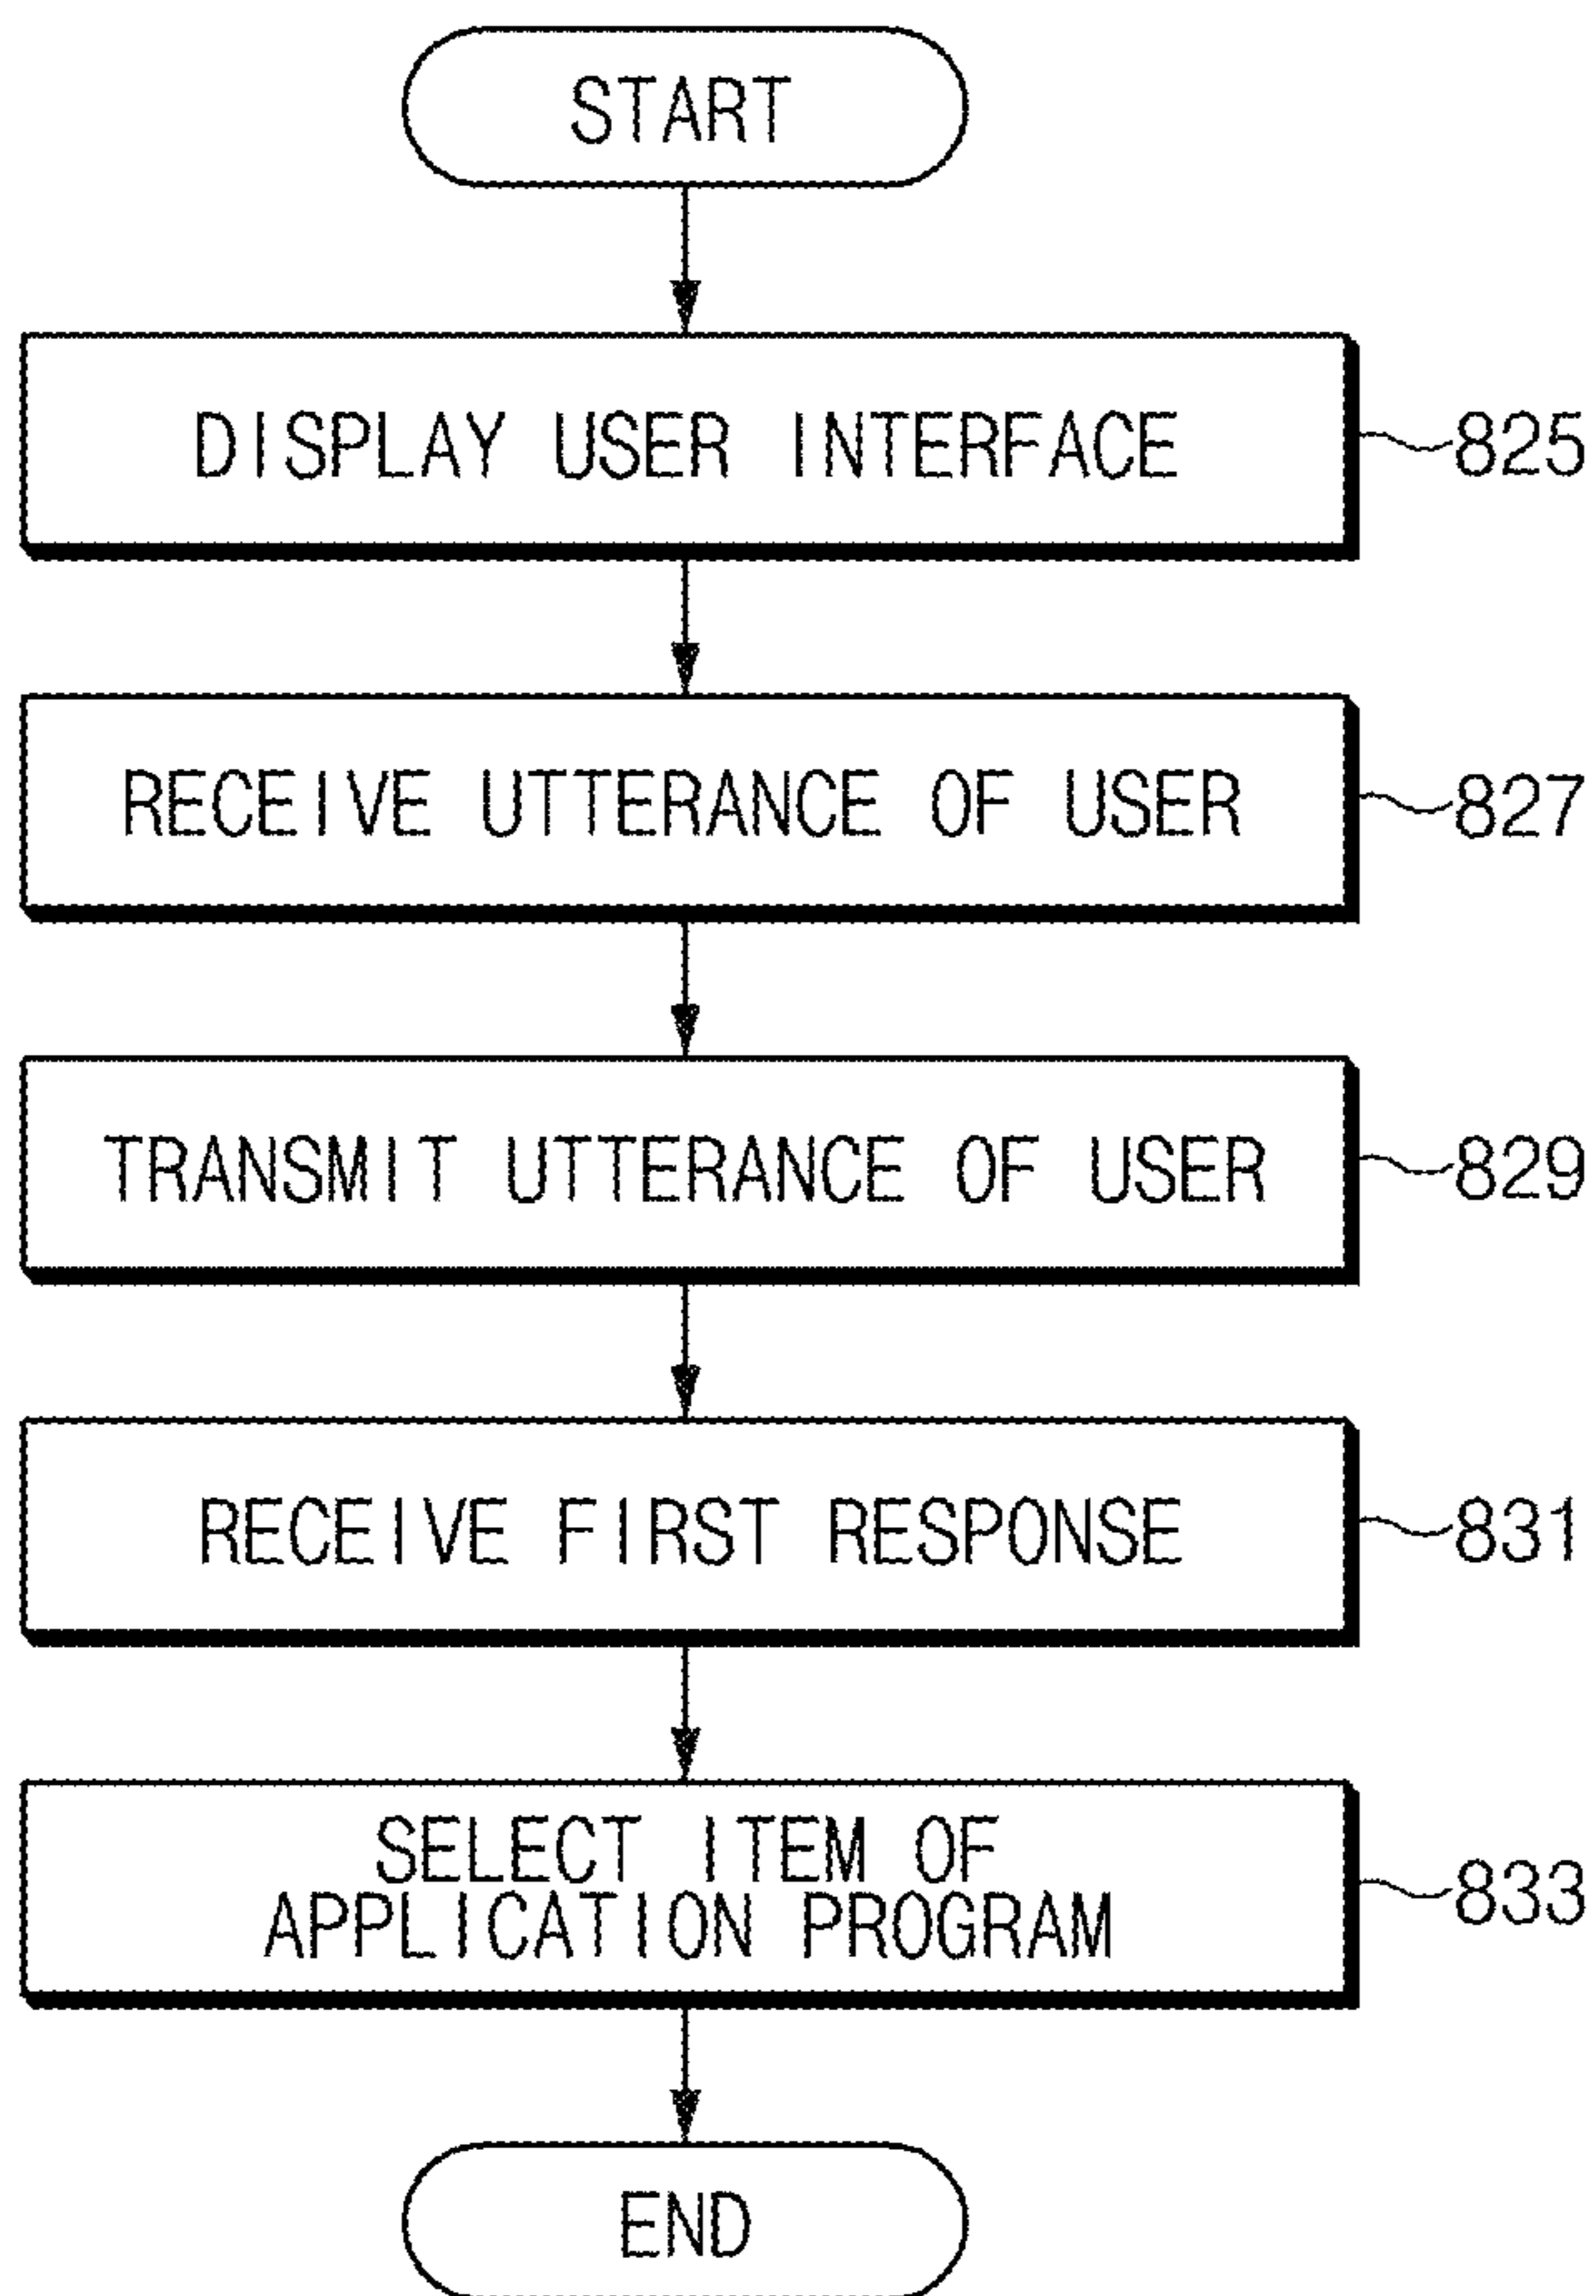 START
DISPLAY USER INTERFACE
825
RECEIVE UTTERANCE OF USER
827
TRANSMIT UTTERANCE OF USER
829
RECEIVE FIRST RESPONSE
831
SELECT ITEM OF
APPLICATION PROGRAM
833
END